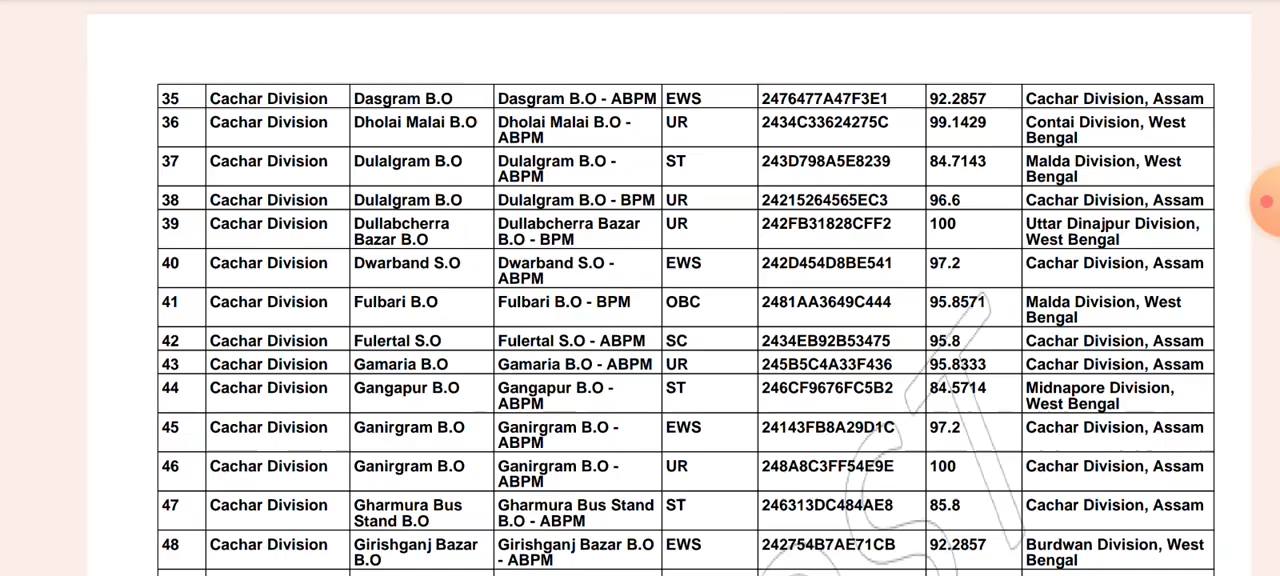 35 Cachar Division Dasgram B.O Dasgram B.O - ABPM EWS 2476477A47F3E1 92.2857 Cachar Division, Assam
36 Cachar Division Dholai Malai B.O Dholai Malai B.O - UR 2434C33624275C 99.1429 Contai Division, West
ABPM Bengal
37 Cachar Division Dulalgram B.O Dulalgram B.O - ST 243D798A5E8239 84.7143 Malda Division, West
ABPM Bengal
38 Cachar Division Dulalgram B.O Dulalgram B.O - BPM UR 24215264565EC3 96.6 Cachar Division, Assam
39 Cachar Division Dullabcherra Dullabcherra Bazar UR 242FB31828CFF2 100 Uttar Dinajpur Division,
Bazar B.O B.O - BPM West Bengal
40 Cachar Division Dwarband S.O Dwarband S.O - EWS 242D454D8BE541 97.2 Cachar Division, Assam
ABPM
41 Cachar Division Fulbari B.O Fulbari B.O - BPM OBC 2481AA3649C444 95.8571 Malda Division, West
Bengal
42 Cachar Division Fulertal S.O Fulertal S.O - ABPM SC 2434EB92B53475 95.8 Cachar Division, Assam
43 Cachar Division Gamaria B.O Gamaria B.O - ABPM UR 245B5C4A33F436 95.8333 Cachar Division, Assam
44 Cachar Division Gangapur B.O Gangapur B.O - ST 246CF9676FC5B2 84.5714 Midnapore Division,
ABPM West Bengal
45 Cachar Division Ganirgram B.O Ganirgram B.O - EWS 24143FB8A29D1C 97.2 Cachar Division, Assam
ABPM
46 Cachar Division Ganirgram B.O Ganirgram B.O - UR 248A8C3FF54E9E 100 Cachar Division, Assam
ABPM
47 Cachar Division Gharmura Bus Gharmura Bus Stand ST 246313DC484AE8 85.8 Cachar Division, Assam
Stand B.O B.O - ABPM
48 Cachar Division Girishganj Bazar Girishganj Bazar B.O EWS 242754B7AE71CB 92.2857 Burdwan Division, West
B.O - ABPM Bengal